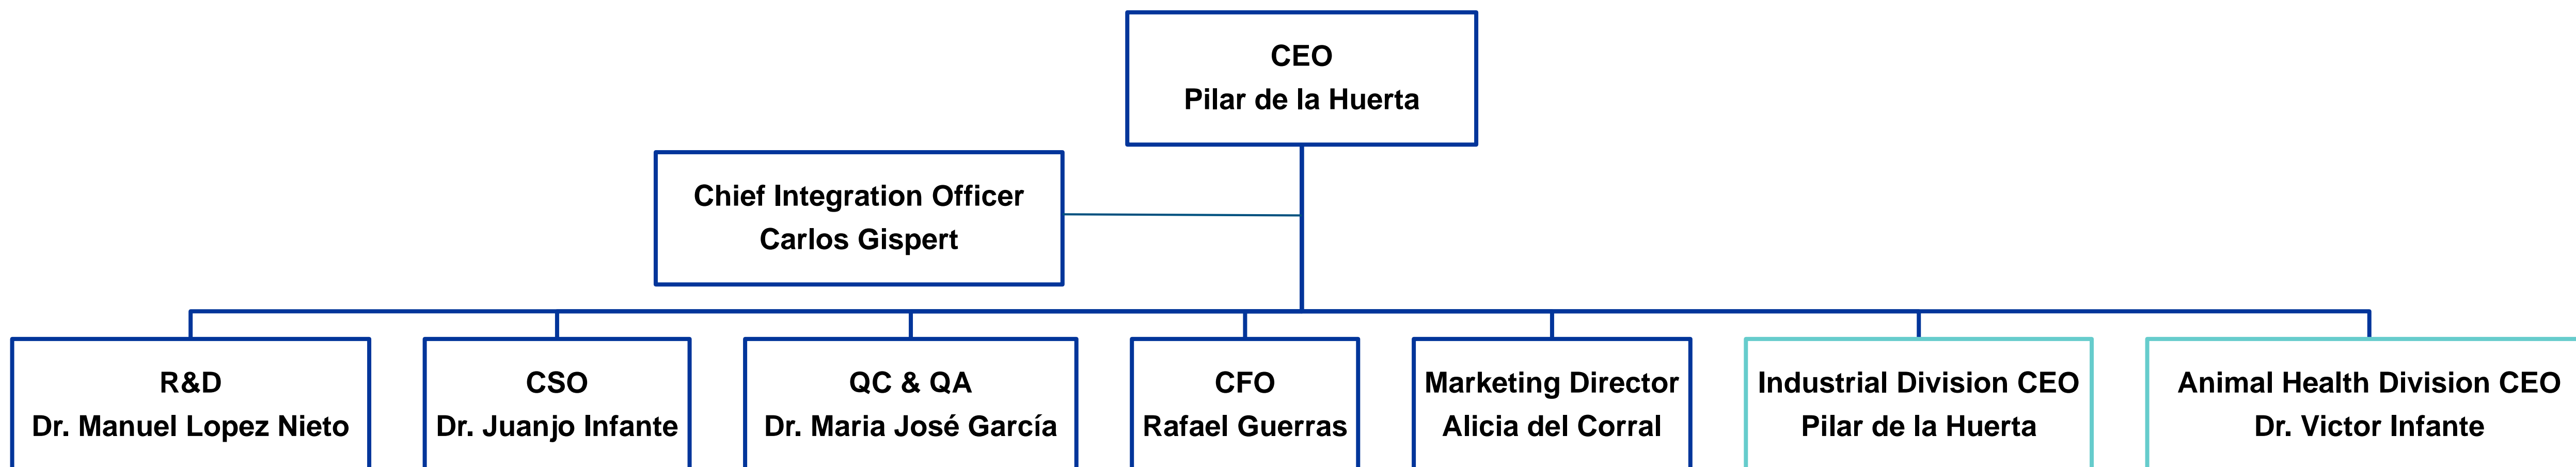 CEO
Pilar de la Huerta
Chief Integration Officer
Carlos Gispert
R&D
Dr. Manuel Lopez Nieto
CSO
Dr. Juanjo Infante
QC & QA
Dr. Maria José García
CFO
Rafael Guerras
Marketing Director
Alicia del Corral
Industrial Division CEO
Pilar de la Huerta
Animal Health Division CEO
Dr. Victor Infante